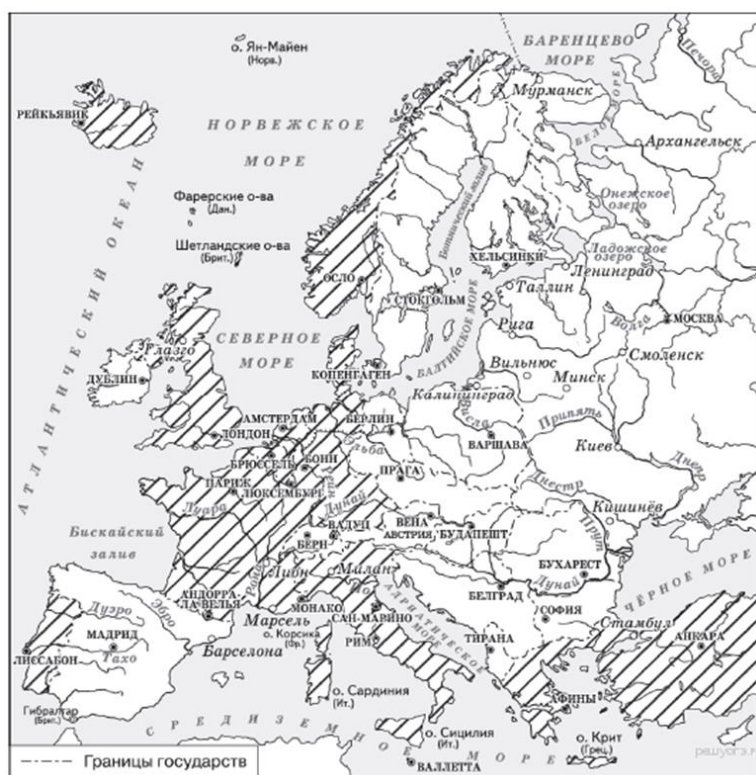 о. Ян-Майен
(Норв.)
БАРЕНЦЕВО
МОРЕ
Печора
Мурманск
РЕЙКЬЯВИК
НОРВЕЖСКОЕ
МОРЕ
БЕЛОЕ МОРЕ
Архангельск
АТЛАНТИЧЕСКИЙ ОКЕАН
Фарерские о-ва
(Дан.)
Ботнический залив
Онежское
озеро
Шетландские о-ва
(Брит.)
ХЕЛЬСИНКИ
Ладожское
озеро
Ленинград
ОСЛО
СТОКГОЛЬМ
Таллин
СЕВЕРНОЕ
МОРЕ
БАЛТИЙСКОЕ МОРЕ
Рига
Волга
МОСКВА
Глазго
Смоленск
ДУБЛИН
КОПЕНГАГЕН
Вильнюс
Минск
Калининград
Висла
АМСТЕРДАМ
БЕРЛИН
ЛОНДОН
Эльба
ВАРШАВА
Припять
Киев
БРЮССЕЛЬ
БОНН
ПРАГА
Днепр
ПАРИЖ
ЛЮКСЕМБУРГ
Рейн
Днестр
Луара
Дунай
Кишинёв
Бискайский
залив
ВАДУЦ
ВЕНА
АВСТРИЯ
БУДАПЕШТ
Прут
БЕРН
Лион
Милан
По
Рона
БУХАРЕСТ
АНДОРРА-
ЛА-ВЕЛЬЯ
БЕЛГРАД
Дунай
ЧЁРНОЕ МОРЕ
Дуэро
Эбро
МОНАКО
САН-МАРИНО
АДРИАТИЧЕСКОЕ
МОРЕ
СОФИЯ
Марсель
Стамбул
МАДРИД
о. Корсика
(Фр.)
РИМ
ТИРАНА
АНКАРА
ЛИССАБОН
Тахо
Барселона
о. Сардиния
(Ит.)
АФИНЫ
Гибралтар
(Брит.)
СРЕДИЗЕМНОЕ МОРЕ
о. Сицилия
(Ит.)
о. Крит
(Грец.)
Границы государств
ВАЛЛЕТТА